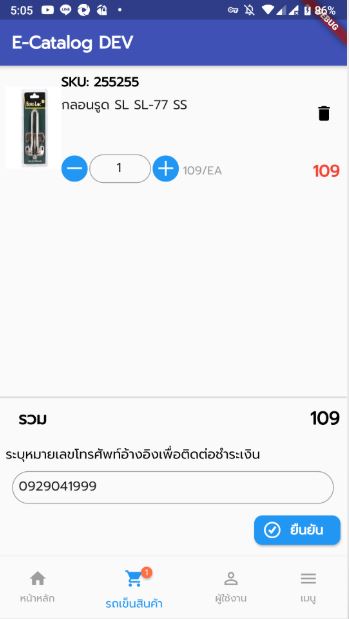 5:05
86%
DEBUG
E-Catalog DEV
SKU: 255255
กลอนรูด SL SL-77 SS
1
109/EA
109
รวม
109
ระบุหมายเลขโทรศัพท์อ้างอิงเพื่อติดต่อชำระเงิน
0929041999
ยืนยัน
1
หน้าหลัก
รถเข็นสินค้า
ผู้ใช้งาน
เมนู